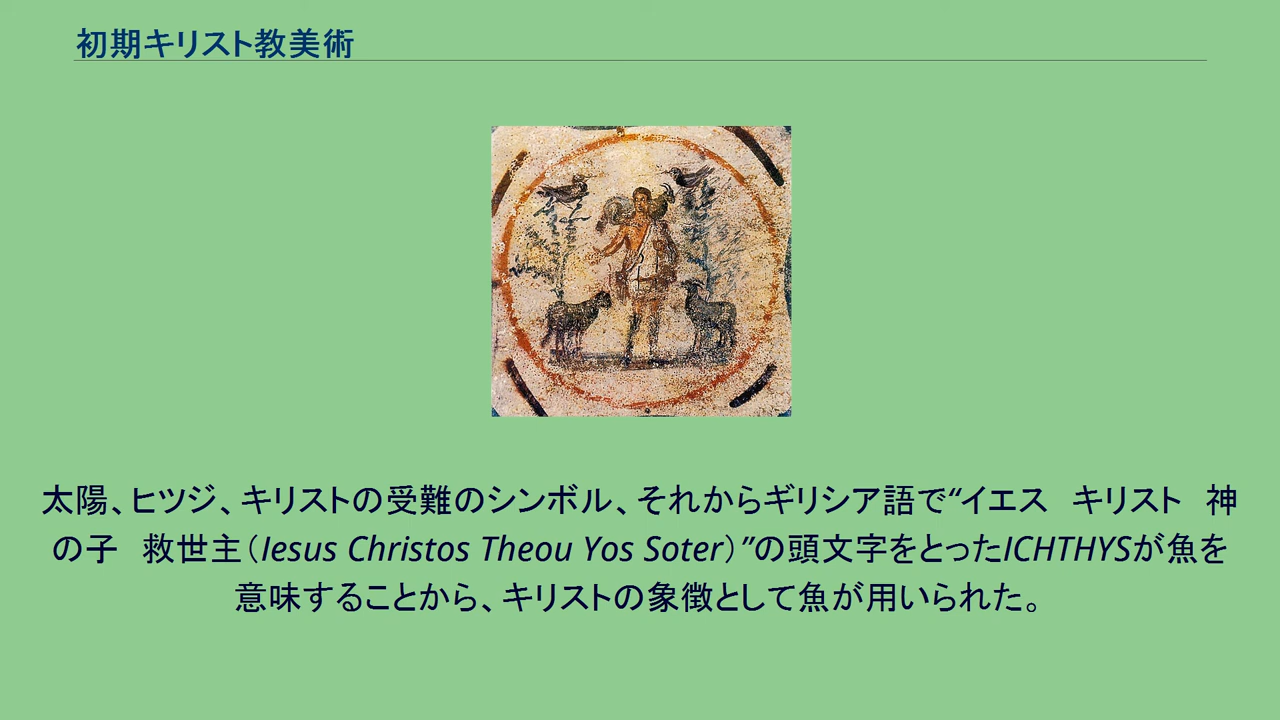 初期キリスト教美術
太陽、ヒツジ、キリストの受難のシンボル、それからギリシア語で“イエス　キリスト　神
の子　救世主（Iesus Christos Theou Yos Soter）”の頭文字をとったICHTHYSが魚を
意味することから、キリストの象徴として魚が用いられた。